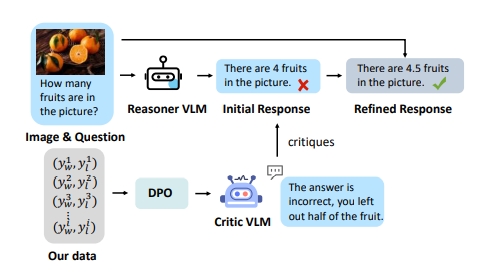 How many
fruits are in
the picture?
Image & Question
Reasoner VLM
There are 4 fruits
in the picture.
Initial Response
There are 4.5 fruits
in the picture.
Refined Response
critiques
(y_w^1, y_l^1)
(y_w^2, y_l^2)
(y_w^3, y_l^3)
⋮
(y_w^i, y_l^i)
Our data
DPO
Critic VLM
The answer is
incorrect, you left
out half of the fruit.